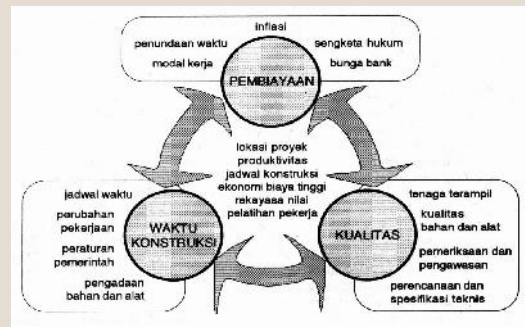 inflasi
penundaan waktu
sengketa hukum
modal kerja
bunga bank
PEMBIAYAAN
lokasi proyek
produktivitas
jadwal konstruksi
ekonomi biaya tinggi
rekayasa nilai
pelatihan pekerja
jadwal waktu
perubahan
pekerjaan
peraturan
pemerintah
pengadaan
bahan dan alat
WAKTU
KONSTRUKSI
KUALITAS
tenaga terampil
kualitas
bahan dan alat
pemeriksaan dan
pengawasan
perencanaan dan
spesifikasi teknis